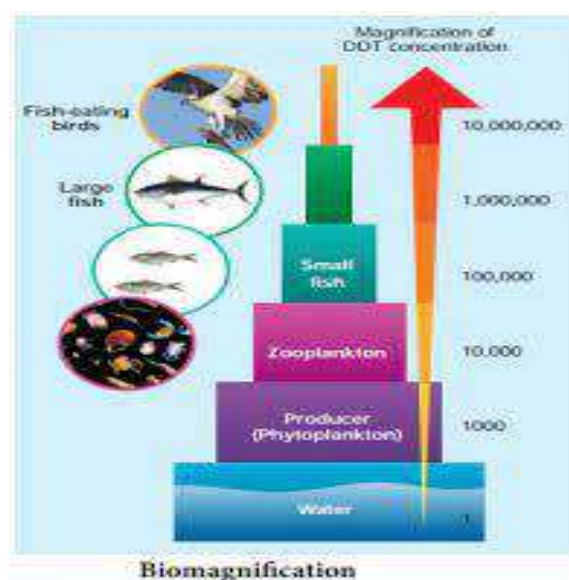 Magnification of
DDT concentration
Fish-eating
birds
10,000,000
Large
fish
1,000,000
Small
fish
100,000
Zooplankton
10,000
Producer
(Phytoplankton)
1000
Water
1
Biomagnification